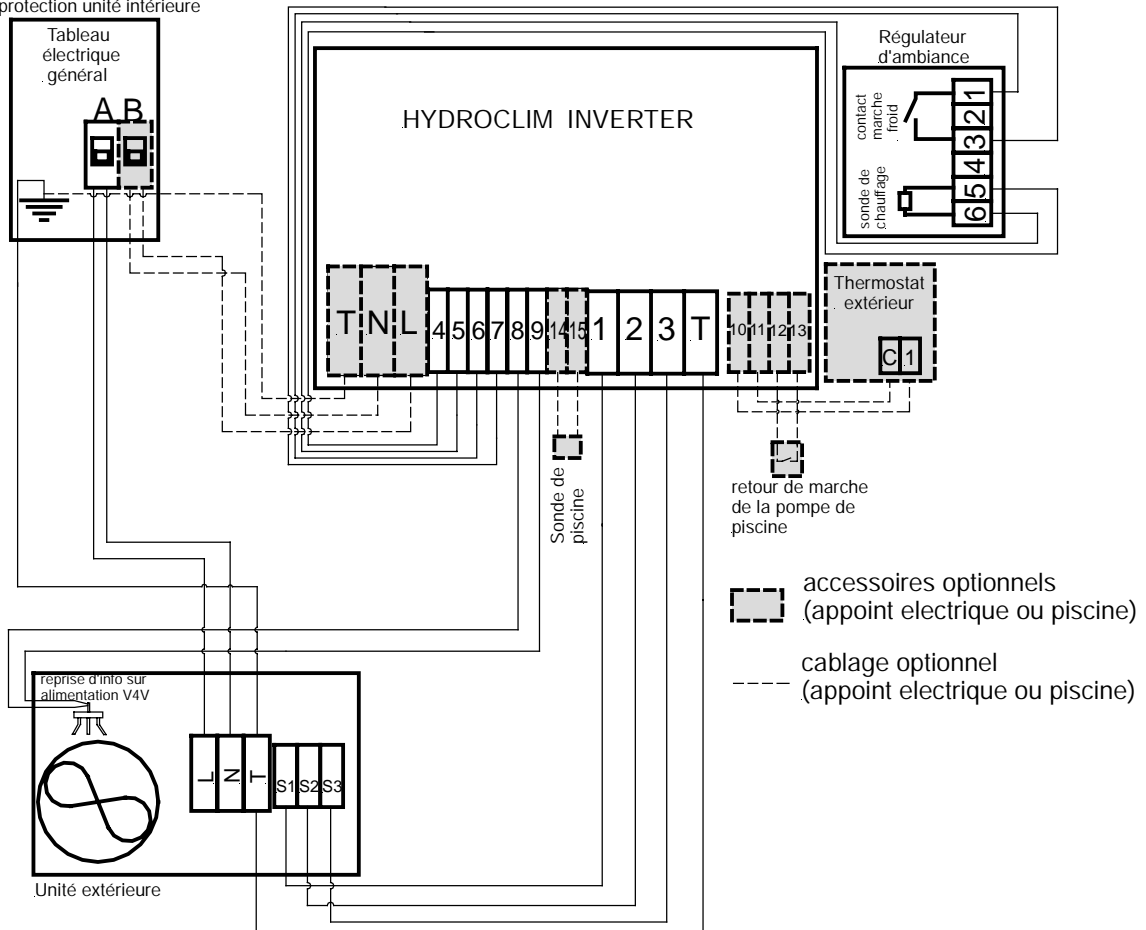 protection unité intérieure
Tableau
électrique
général
A B
HYDROCLIM INVERTER
Régulateur
d'ambiance
contact
marche
froid
sonde de
chauffage
1
2
3
4
5
6
Thermostat
extérieur
C 1
T N L 4 5 6 7 8 9 14 15 1 2 3 T 10 11 12 13
Sonde de
piscine
retour de marche
de la pompe de
piscine
accessoires optionnels
(appoint electrique ou piscine)
cablage optionnel
(appoint electrique ou piscine)
reprise d'info sur
alimentation V4V
L N T S1 S2 S3
Unité extérieure